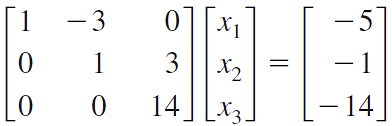 [1 −3 0] [x₁] [−5]
[0 1 3] [x₂] = [−1]
[0 0 14] [x₃] [−14]